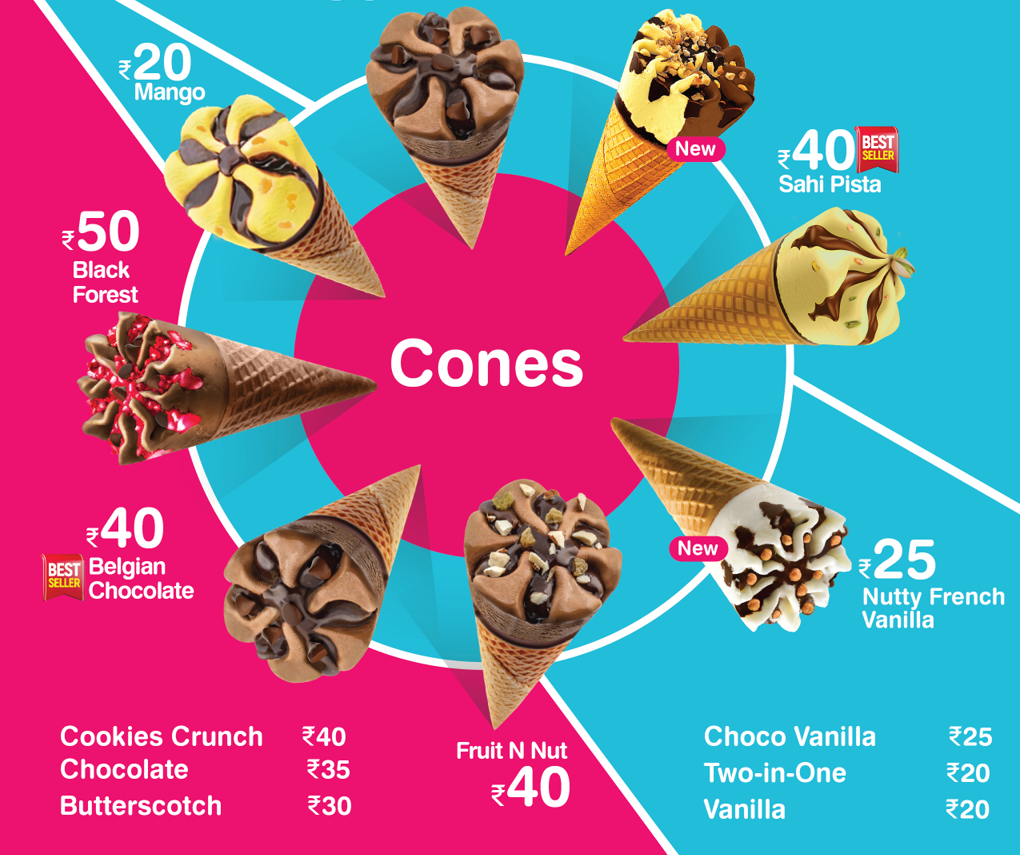 ₹20
Mango
New
₹40
BEST
SELLER
Sahi Pista
₹50
Black
Forest
Cones
₹40
BEST
SELLER
Belgian
Chocolate
New
₹25
Nutty French
Vanilla
Cookies Crunch ₹40
Chocolate ₹35
Butterscotch ₹30
Fruit N Nut
₹40
Choco Vanilla ₹25
Two-in-One ₹20
Vanilla ₹20